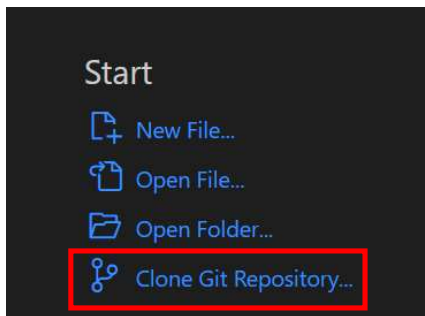 Start
New File...
Open File...
Open Folder...
Clone Git Repository...